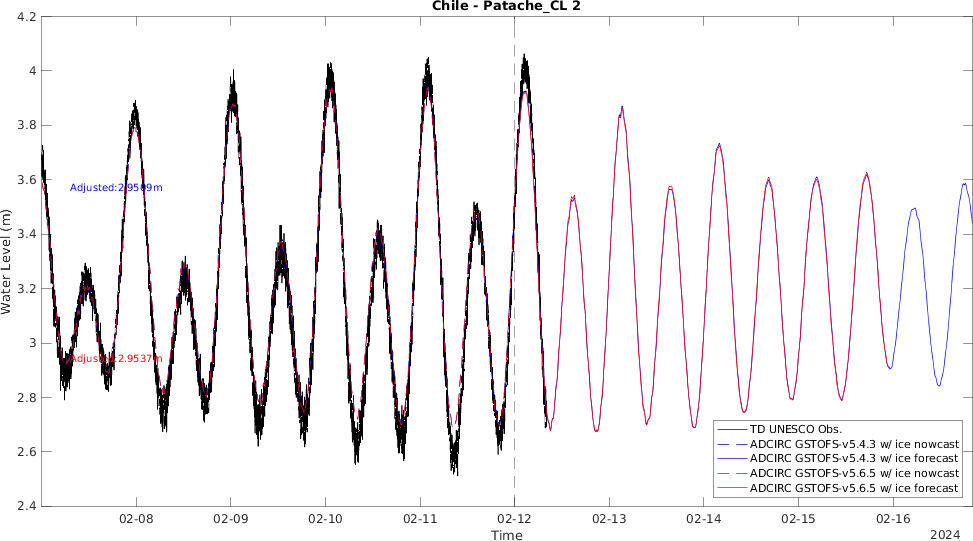 Chile - Patache_CL 2
4.2
4
3.8
3.6
3.4
3.2
3
2.8
2.6
2.4
Water Level (m)
Adjusted:2.9509m
Adjusted:2.9537m
TD UNESCO Obs.
ADCIRC GSTOFS-v5.4.3 w/ ice nowcast
ADCIRC GSTOFS-v5.4.3 w/ ice forecast
ADCIRC GSTOFS-v5.6.5 w/ ice nowcast
ADCIRC GSTOFS-v5.6.5 w/ ice forecast
02-08 02-09 02-10 02-11 02-12 02-13 02-14 02-15 02-16
Time
2024